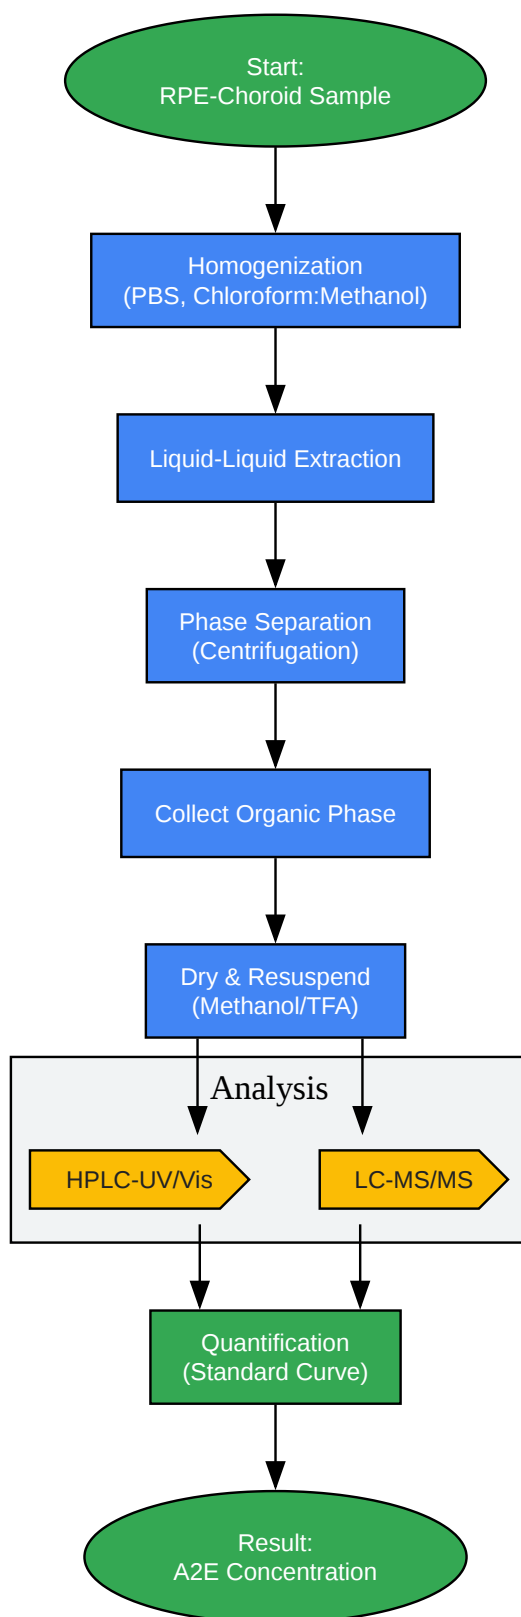 Start:
RPE-Choroid Sample
Homogenization
(PBS, Chloroform:Methanol)
Liquid-Liquid Extraction
Phase Separation
(Centrifugation)
Collect Organic Phase
Dry & Resuspend
(Methanol/TFA)
Analysis
HPLC-UV/Vis
LC-MS/MS
Quantification
(Standard Curve)
Result:
A2E Concentration